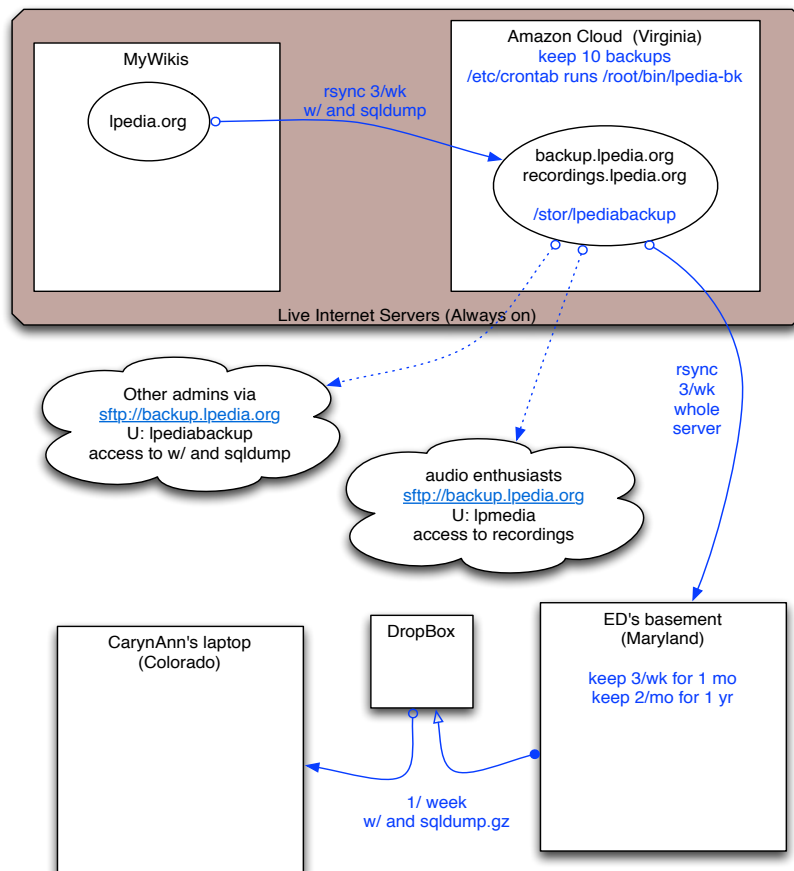 MyWikis
lpedia.org
rsync 3/wk
w/ and sqldump
Amazon Cloud  (Virginia)
keep 10 backups
/etc/crontab runs /root/bin/lpedia-bk
backup.lpedia.org
recordings.lpedia.org
/stor/lpediabackup
Live Internet Servers (Always on)
Other admins via
sftp://backup.lpedia.org
U: lpediabackup
access to w/ and sqldump
audio enthusiasts
sftp://backup.lpedia.org
U: lpmedia
access to recordings
rsync
3/wk
whole
server
CarynAnn's laptop
(Colorado)
DropBox
1/ week
w/ and sqldump.gz
ED's basement
(Maryland)
keep 3/wk for 1 mo
keep 2/mo for 1 yr